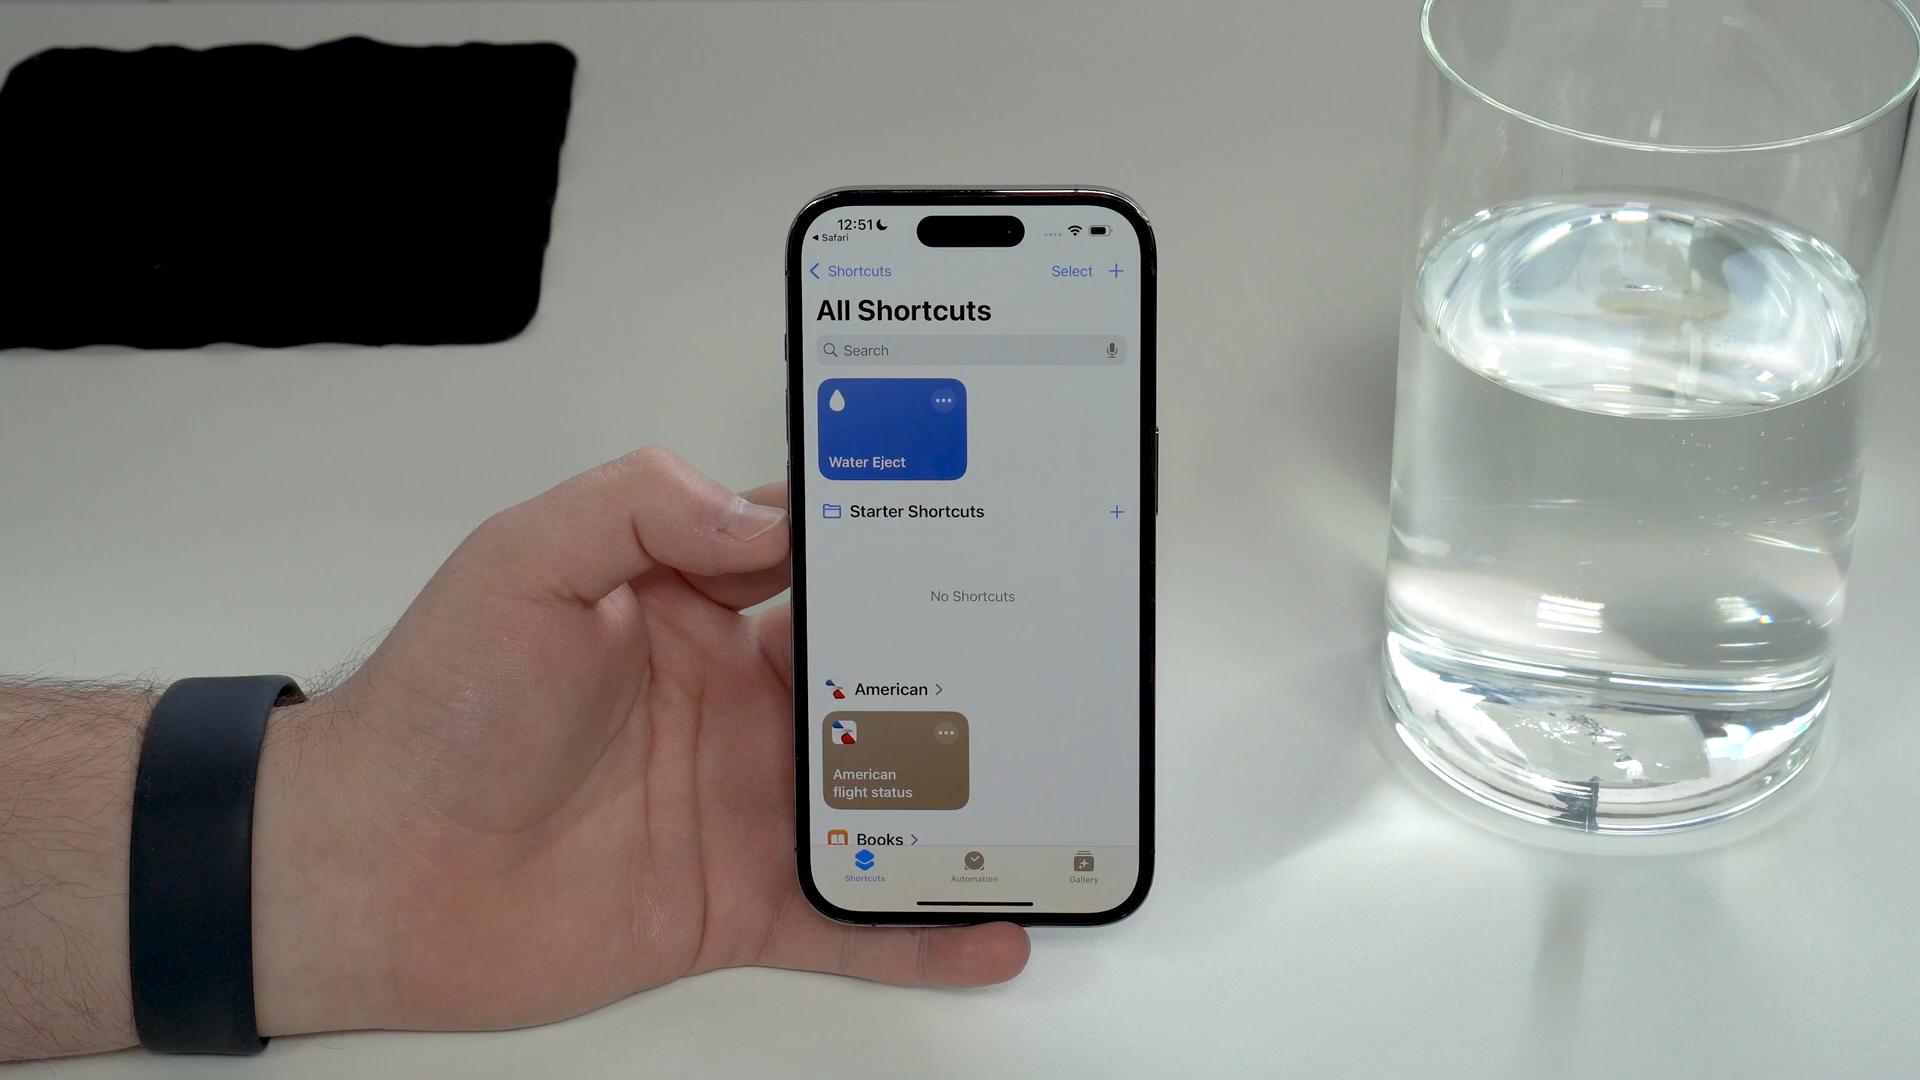 12:51
Safari
Shortcuts
Select
All Shortcuts
Search
Water Eject
Starter Shortcuts
No Shortcuts
American
American
flight status
Books
Shortcuts
Automation
Gallery